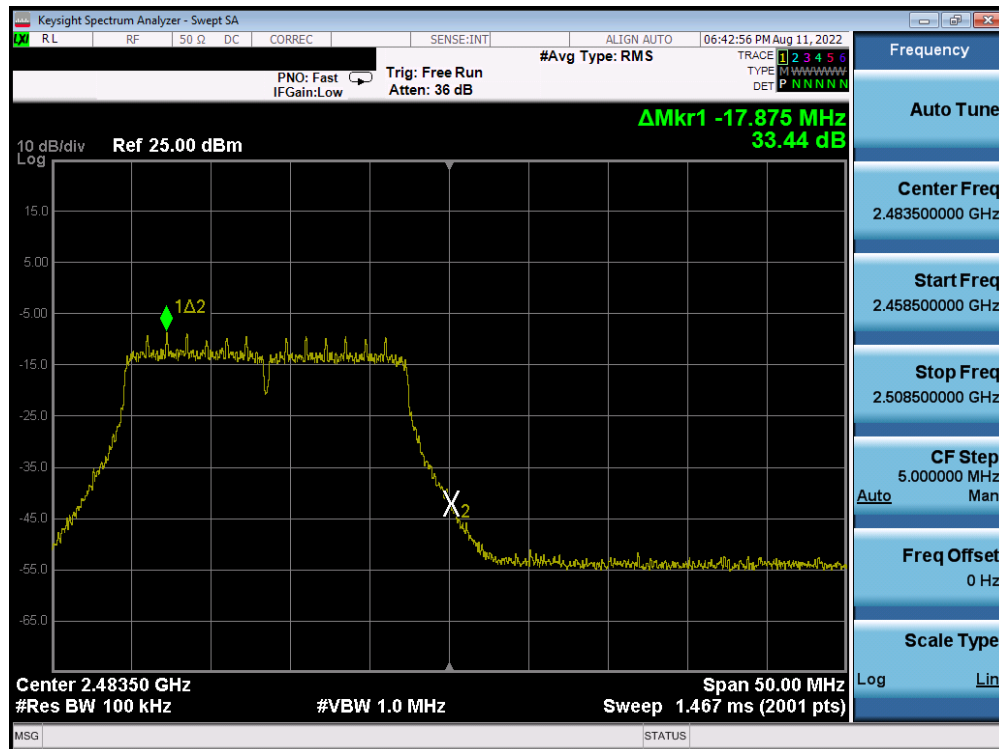 Keysight Spectrum Analyzer - Swept SA
LXI RL RF 50 Ω DC CORREC SENSE:INT ALIGN AUTO 06:42:56 PM Aug 11, 2022
#Avg Type: RMS
TRACE 1 2 3 4 5 6
TYPE M WWWWW
DET P N N N N N
PNO: Fast
IFGain:Low
Trig: Free Run
Atten: 36 dB
ΔMkr1 -17.875 MHz
33.44 dB
10 dB/div
Log
Ref 25.00 dBm
15.0
5.00
-5.00
-15.0
-25.0
-35.0
-45.0
-55.0
-65.0
1Δ2
X2
Center 2.48350 GHz
Span 50.00 MHz
#Res BW 100 kHz
#VBW 1.0 MHz
Sweep 1.467 ms (2001 pts)
MSG
STATUS
Frequency
Auto Tune
Center Freq
2.483500000 GHz
Start Freq
2.458500000 GHz
Stop Freq
2.508500000 GHz
CF Step
5.000000 MHz
Auto Man
Freq Offset
0 Hz
Scale Type
Log Lin